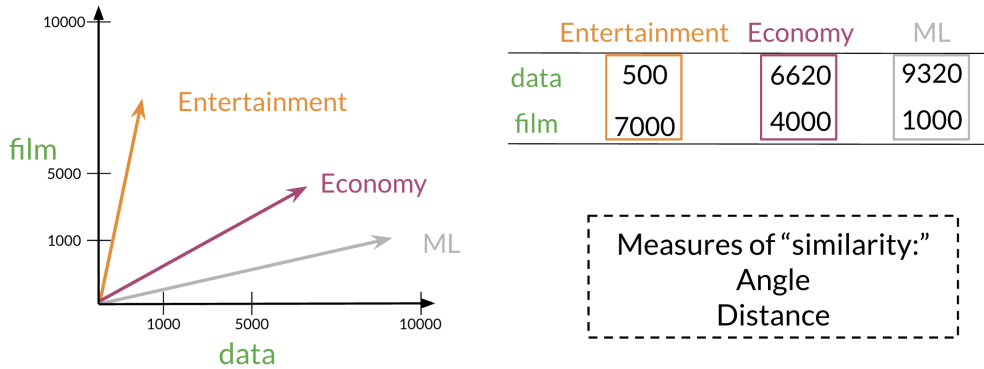 10000
Entertainment
film
5000
Economy
1000
ML
1000 5000 10000
data
Entertainment Economy ML
data 500 6620 9320
film 7000 4000 1000
Measures of “similarity:”
Angle
Distance